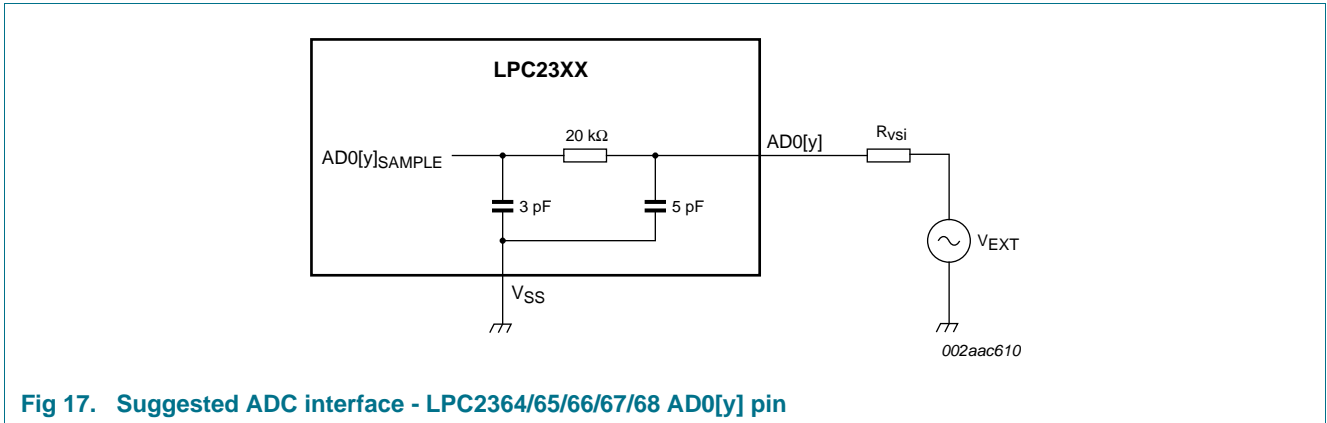 LPC23XX
20 kΩ
AD0[y]
Rvsi
AD0[y]SAMPLE
3 pF
5 pF
VEXT
VSS
002aac610
Fig 17. Suggested ADC interface - LPC2364/65/66/67/68 AD0[y] pin